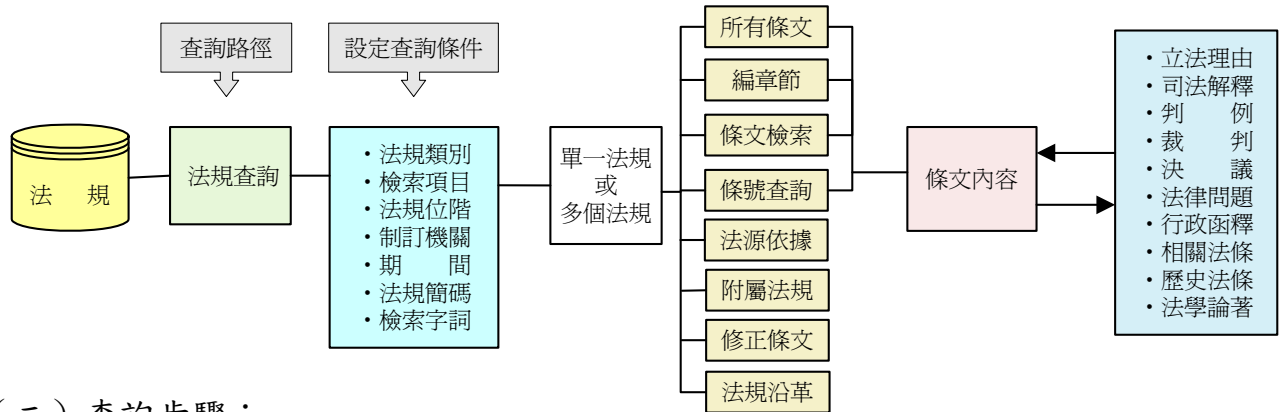 查詢路徑
設定查詢條件
法　規
法規查詢
・法規類別
・檢索項目
・法規位階
・制訂機關
・期　　間
・法規簡碼
・檢索字詞
單一法規
或
多個法規
所有條文
編章節
條文檢索
條號查詢
法源依據
附屬法規
修正條文
法規沿革
條文內容
・立法理由
・司法解釋
・判　　例
・裁　　判
・決　　議
・法律問題
・行政函釋
・相關法條
・歷史法條
・法學論著
（二）查詢步驟：